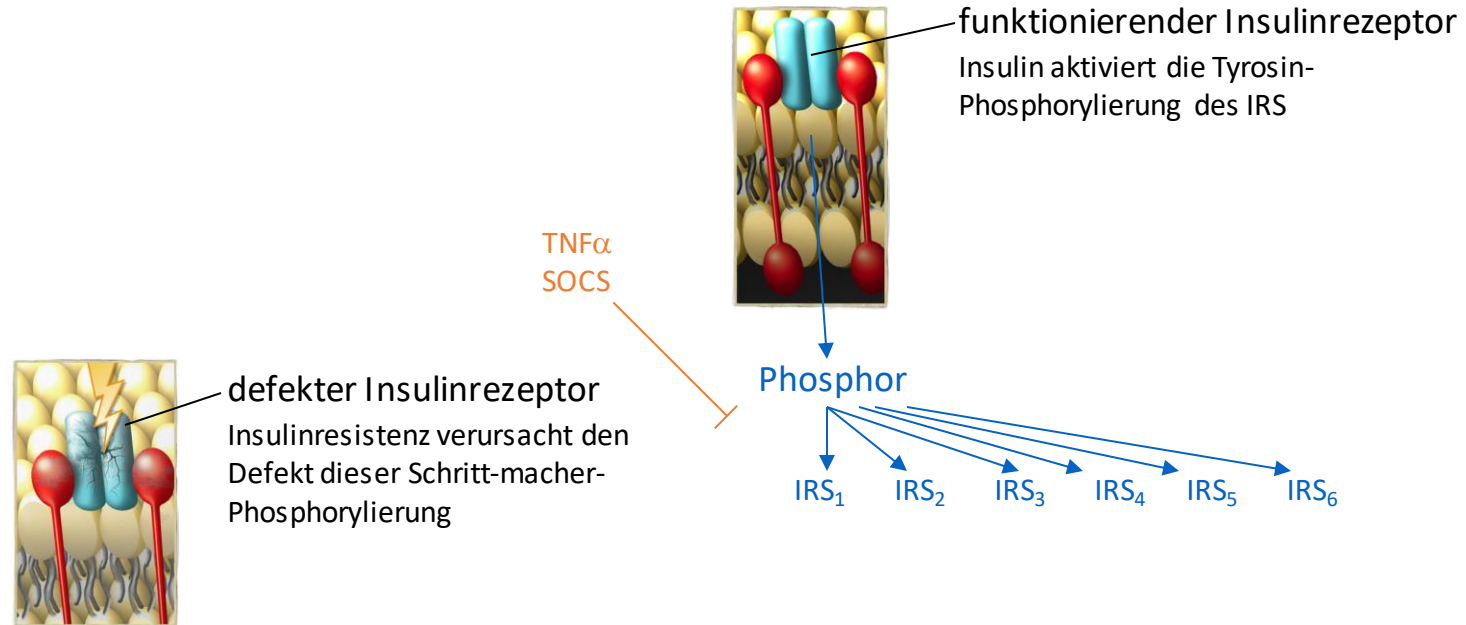 funktionierender Insulinrezeptor
Insulin aktiviert die Tyrosin-
Phosphorylierung des IRS
TNFα
SOCS
Phosphor
defekter Insulinrezeptor
Insulinresistenz verursacht den
Defekt dieser Schritt-macher-
Phosphorylierung
IRS₁ IRS₂ IRS₃ IRS₄ IRS₅ IRS₆